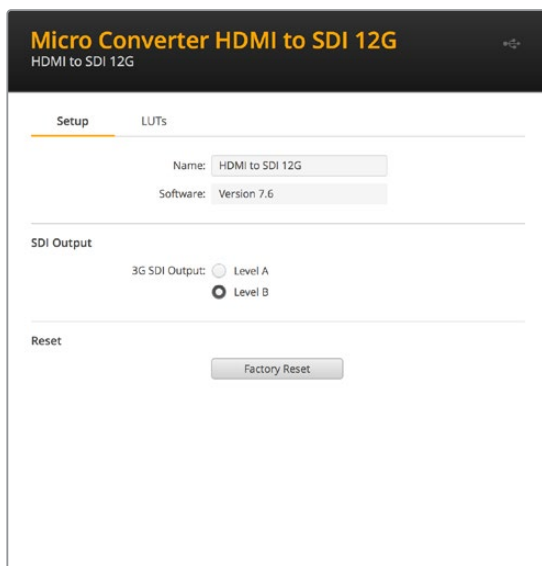 Micro Converter HDMI to SDI 12G
HDMI to SDI 12G
Setup LUTs
Name: HDMI to SDI 12G
Software: Version 7.6
SDI Output
3G SDI Output: Level A
Level B
Reset
Factory Reset